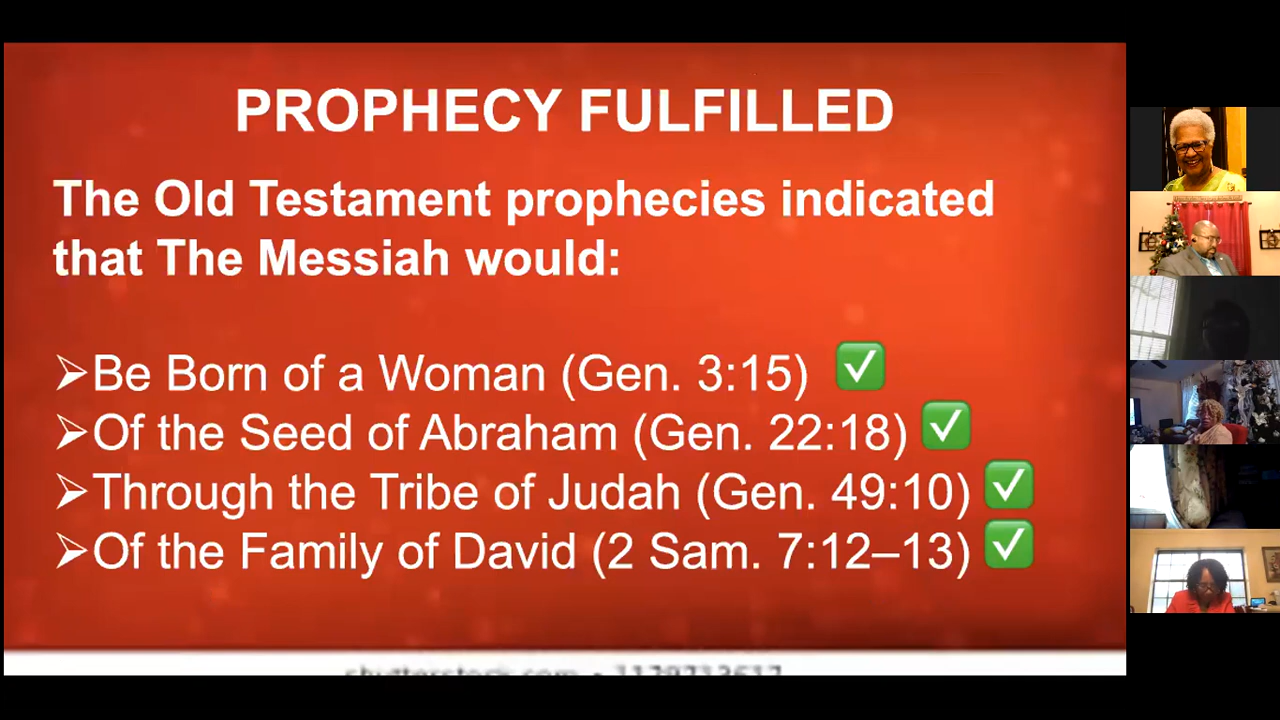 PROPHECY FULFILLED
The Old Testament prophecies indicated
that The Messiah would:
➢Be Born of a Woman (Gen. 3:15) ✅
➢Of the Seed of Abraham (Gen. 22:18) ✅
➢Through the Tribe of Judah (Gen. 49:10) ✅
➢Of the Family of David (2 Sam. 7:12–13) ✅
shutterstock.com •